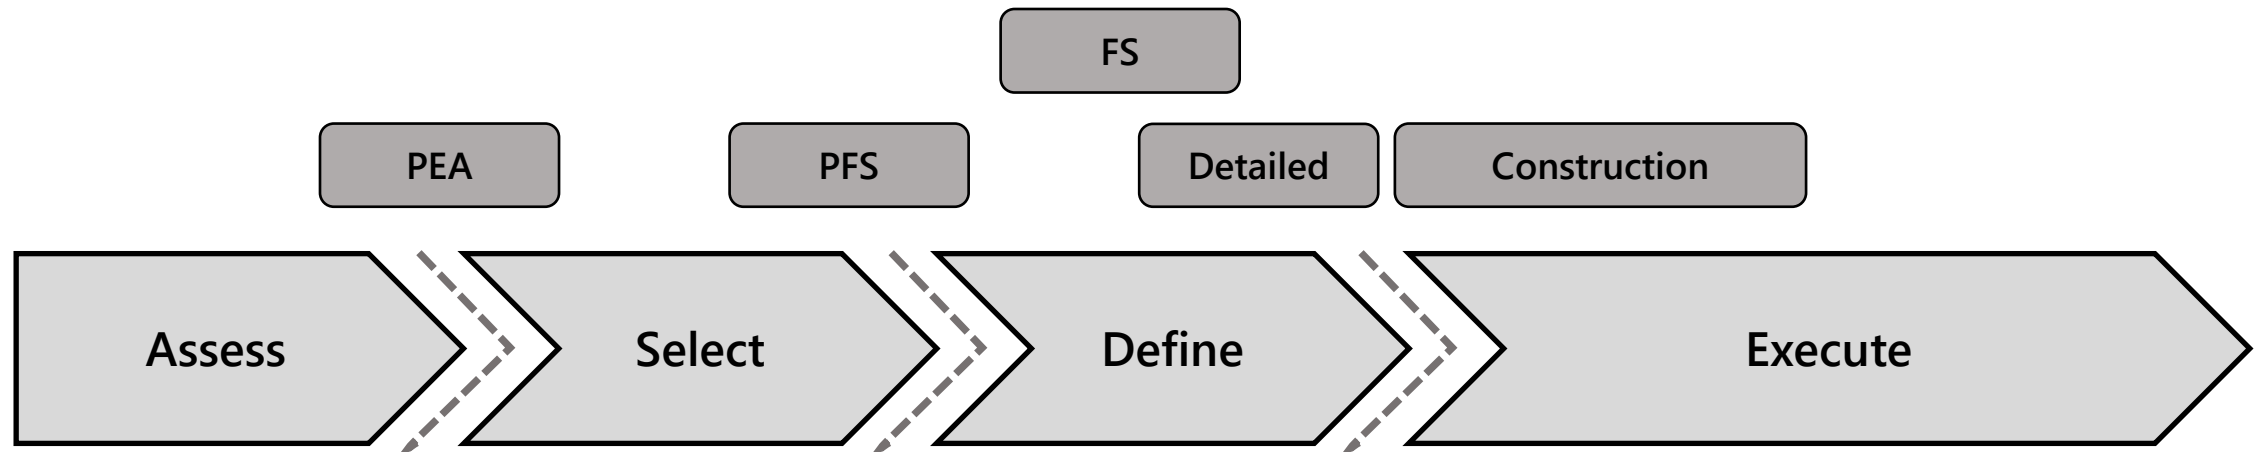 FS
PEA
PFS
Detailed
Construction
Assess
Select
Define
Execute